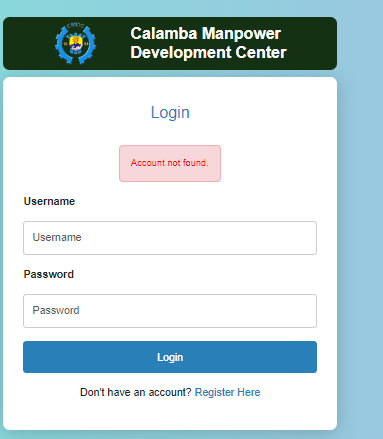 Calamba Manpower
Development Center
Login
Account not found.
Username
Username
Password
Password
Login
Don't have an account? Register Here